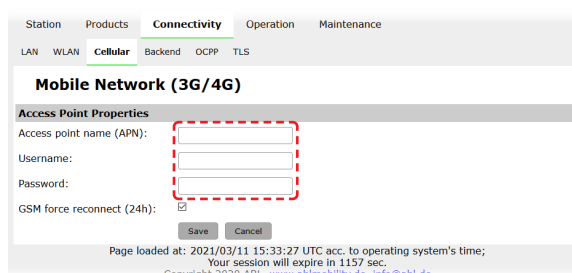 Station Products Connectivity Operation Maintenance
LAN WLAN Cellular Backend OCPP TLS
Mobile Network (3G/4G)
Access Point Properties
Access point name (APN):
Username:
Password:
GSM force reconnect (24h):
Save Cancel
Page loaded at: 2021/03/11 15:33:27 UTC acc. to operating system's time;
Your session will expire in 1157 sec.